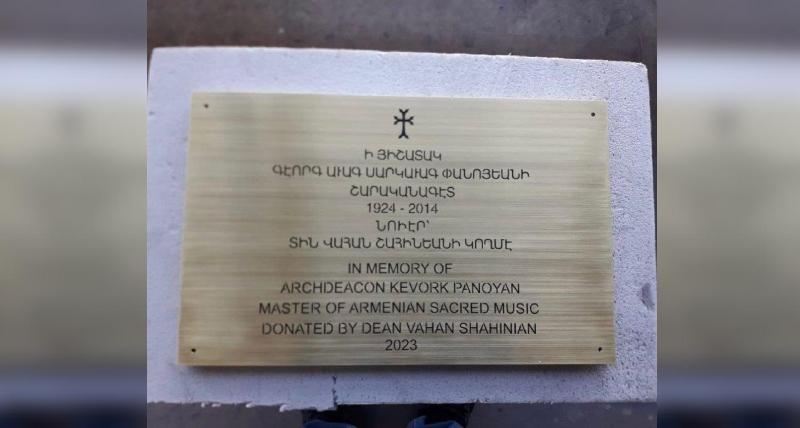 Ի ՅԻՇԱՏԱԿ
ԳԷՈՐԳ ԱՒԱԳ ՍԱՐԿԱՒԱԳ ՓԱՆՈՅԵԱՆԻ
ՇԱՐԱԿԱՆԱԳԷՏ
1924 - 2014
ՆՈՒԷՐ՝
ՏԻՆ ՎԱՀԱՆ ՇԱՀԻՆԵԱՆԻ ԿՈՂՄԷ
IN MEMORY OF
ARCHDEACON KEVORK PANOYAN
MASTER OF ARMENIAN SACRED MUSIC
DONATED BY DEAN VAHAN SHAHINIAN
2023